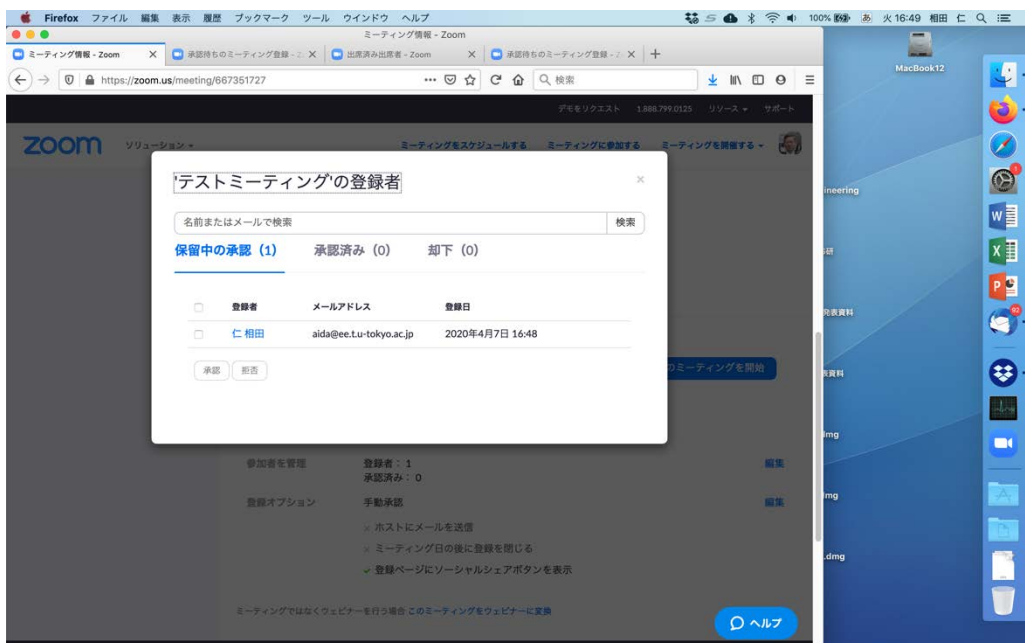 Firefox ファイル 編集 表示 履歴 ブックマーク ツール ウインドウ ヘルプ 100% あ 火 16:49 相田 仁
ミーティング情報 - Zoom
ミーティング情報 - Zoom 承認待ちのミーティング登録 - Z 出席済み出席者 - Zoom 承認待ちのミーティング登録 - Z
https://zoom.us/meeting/667351727 検索
MacBook12
デモをリクエスト 1.888.799.0125 リソース サポート
zoom ソリューション ミーティングをスケジュールする ミーティングに参加する ミーティングを開催する
'テストミーティング'の登録者
名前またはメールで検索 検索
保留中の承認（1） 承認済み（0） 却下（0）
登録者 メールアドレス 登録日
仁 相田 aida@ee.t.u-tokyo.ac.jp 2020年4月7日 16:48
承認 拒否
のミーティングを開始
参加者を管理 登録者： 1 編集
承認済み： 0
登録オプション 手動承認 編集
× ホストにメールを送信
× ミーティング日の後に登録を閉じる
✓ 登録ページにソーシャルシェアボタンを表示
ミーティングではなくウェビナーを行う場合 このミーティングをウェビナーに変換
ヘルプ
ineering
発表資料
表資料
img
img
.dmg